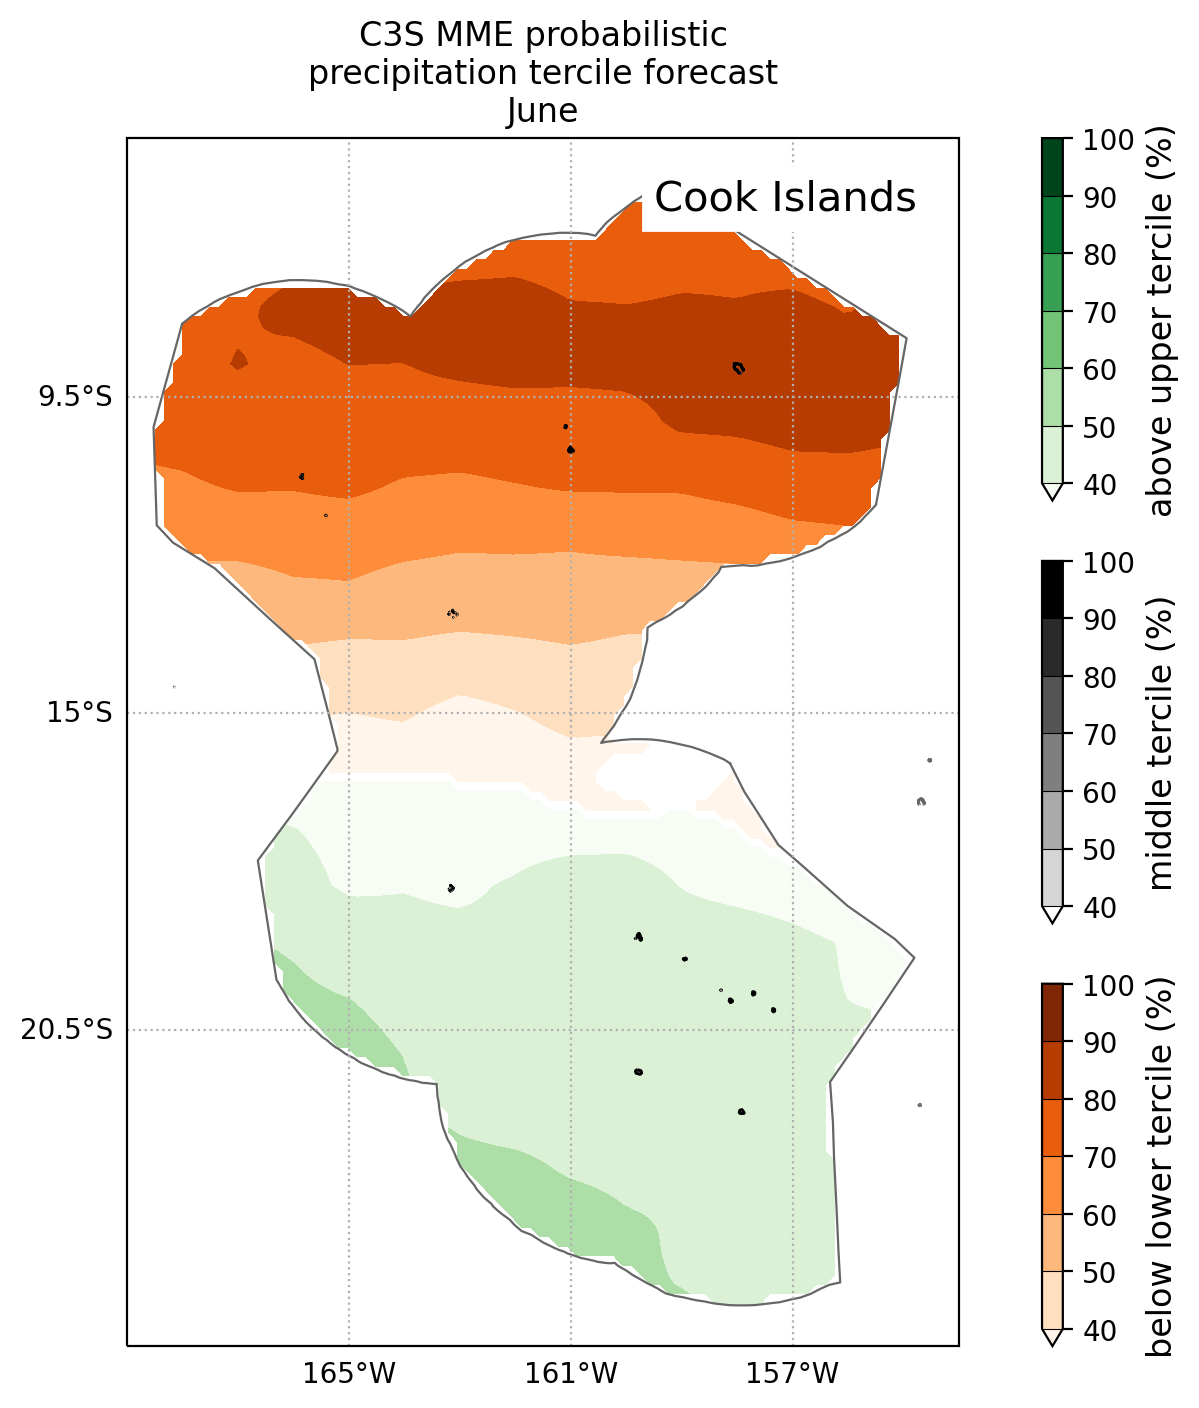 C3S MME probabilistic
precipitation tercile forecast
June
Cook Islands
9.5°S
15°S
20.5°S
165°W
161°W
157°W
100
90
80
70
60
50
40
above upper tercile (%)
100
90
80
70
60
50
40
middle tercile (%)
100
90
80
70
60
50
40
below lower tercile (%)